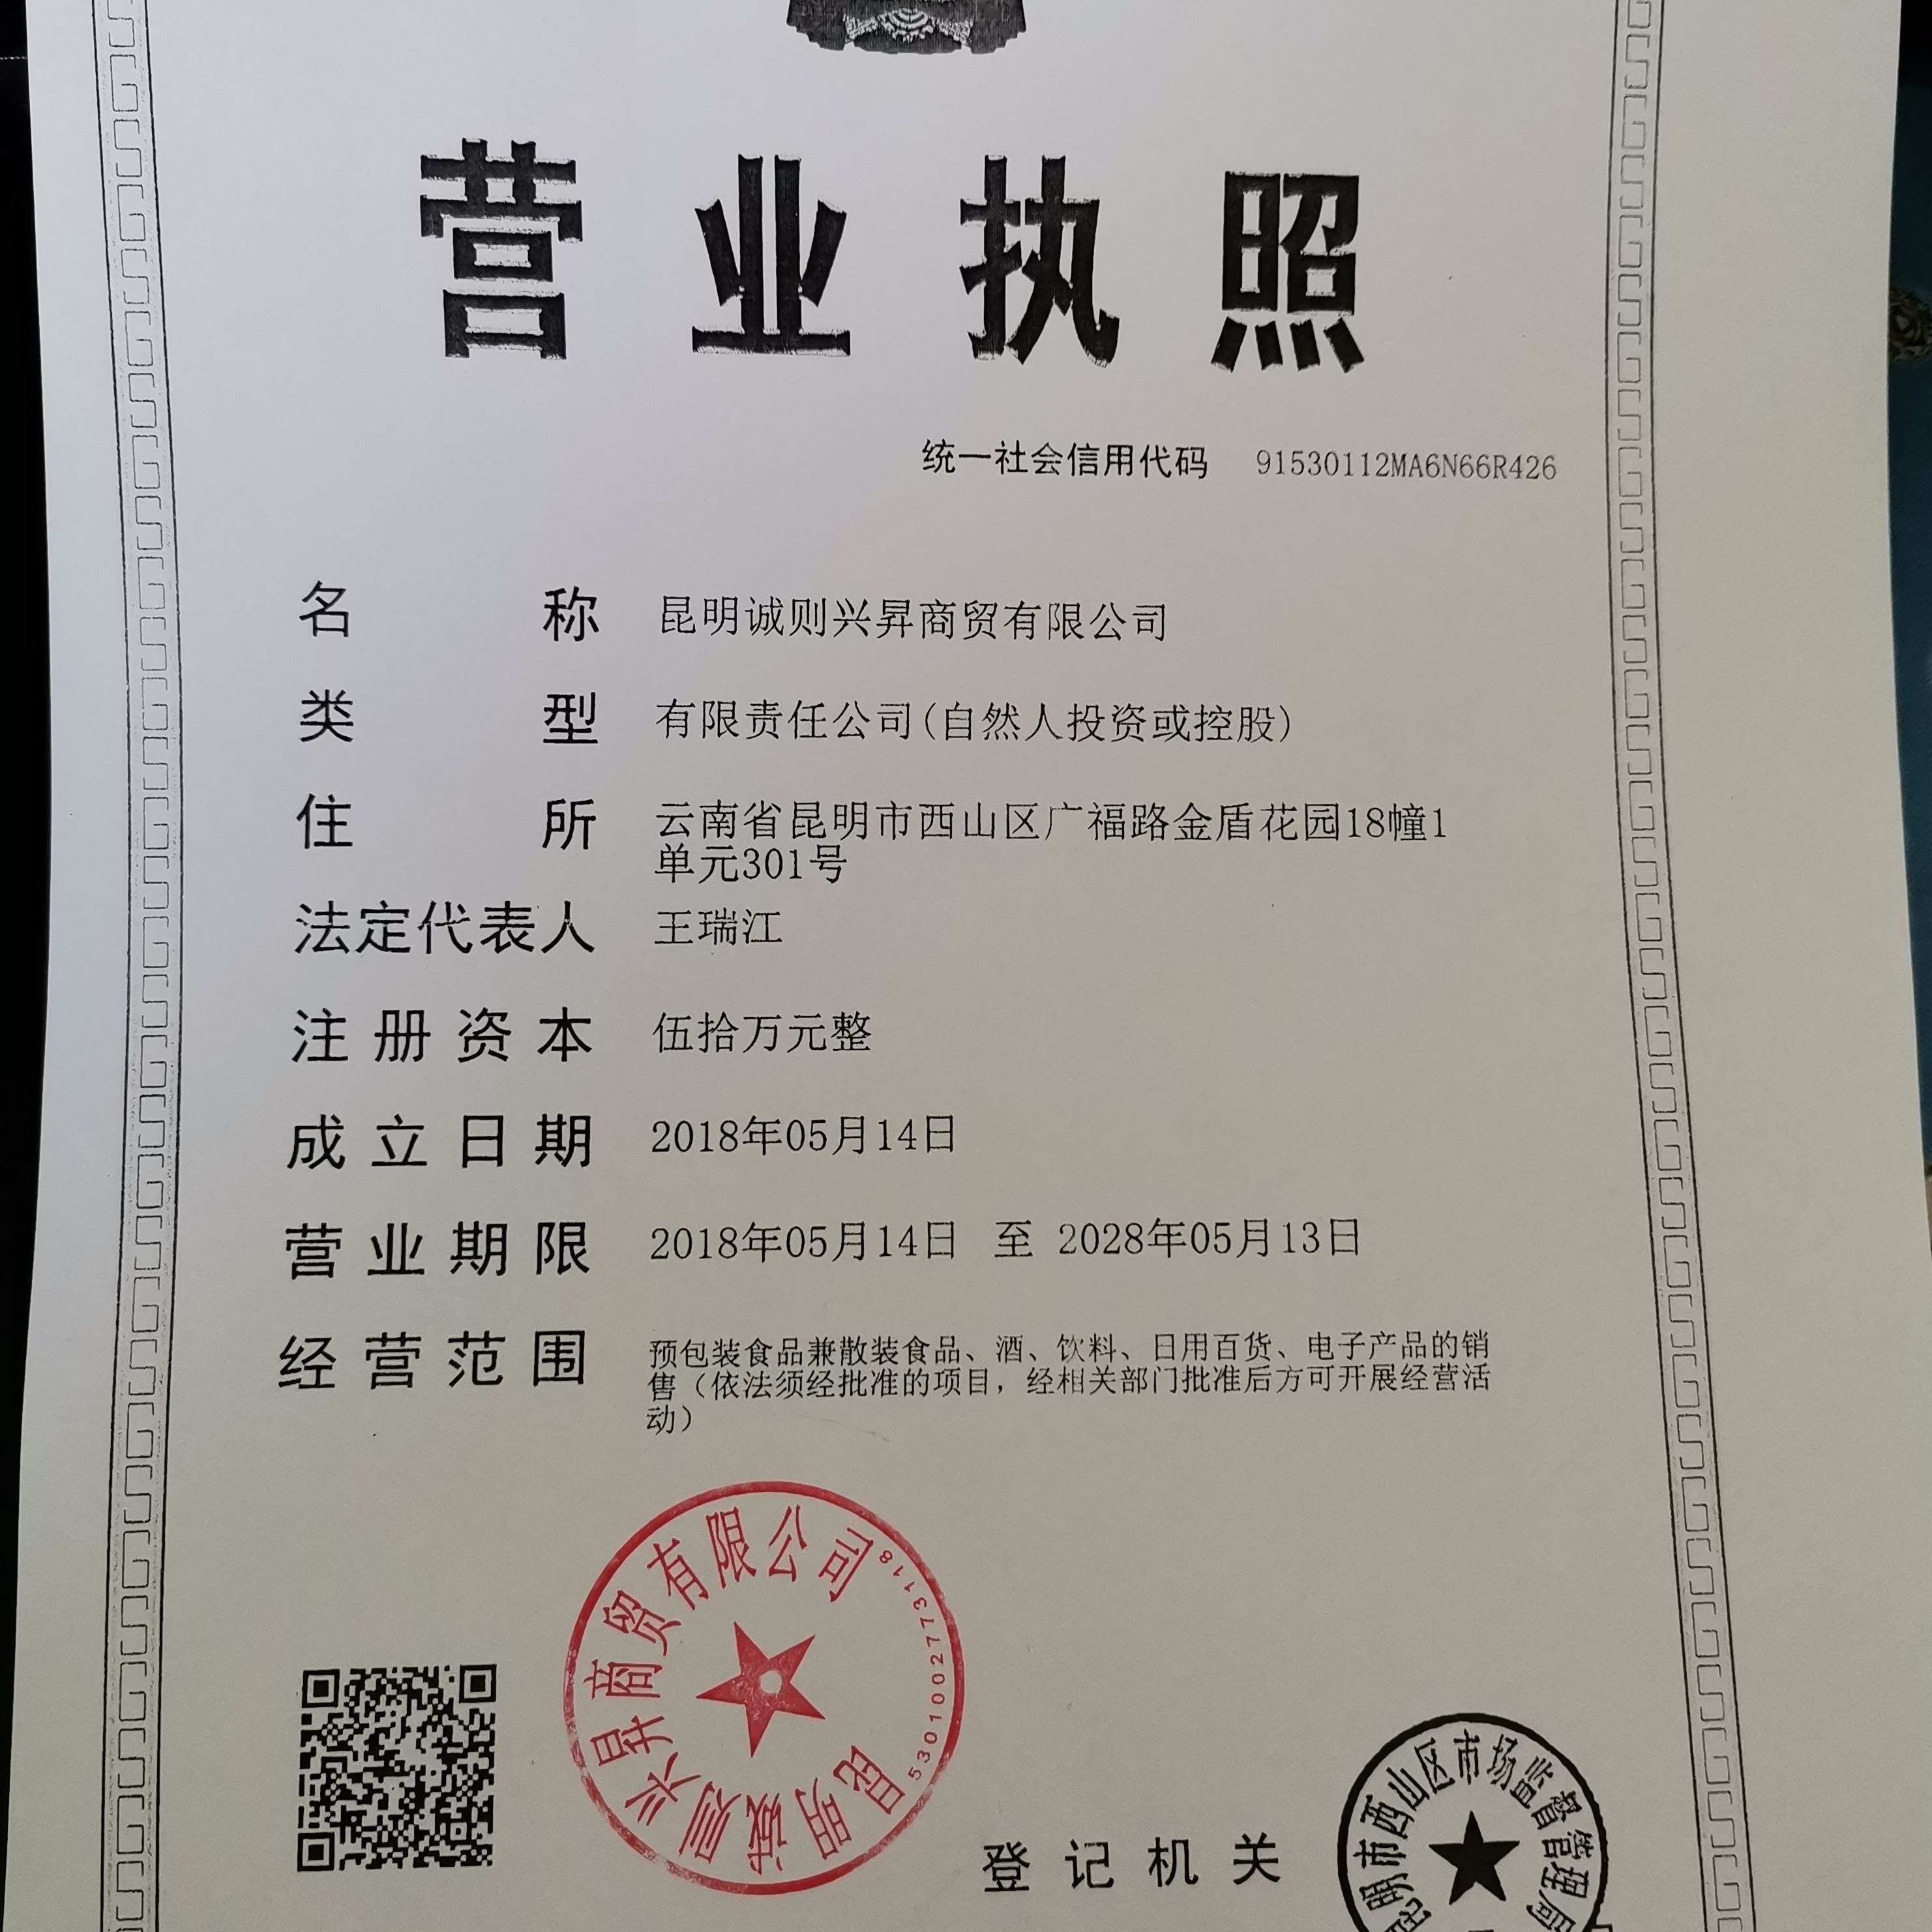 营业执照
统一社会信用代码 91530112MA6N66R426
名称 昆明诚则兴昇商贸有限公司
类型 有限责任公司(自然人投资或控股)
住所 云南省昆明市西山区广福路金盾花园18幢1
单元301号
法定代表人 王瑞江
注册资本 伍拾万元整
成立日期 2018年05月14日
营业期限 2018年05月14日 至 2028年05月13日
经营范围 预包装食品兼散装食品、酒、饮料、日用百货、电子产品的销
售（依法须经批准的项目，经相关部门批准后方可开展经营活
动）
昆明诚则兴昇商贸有限公司
5301002773118
登记机关
昆明市西山区市场监督管理局